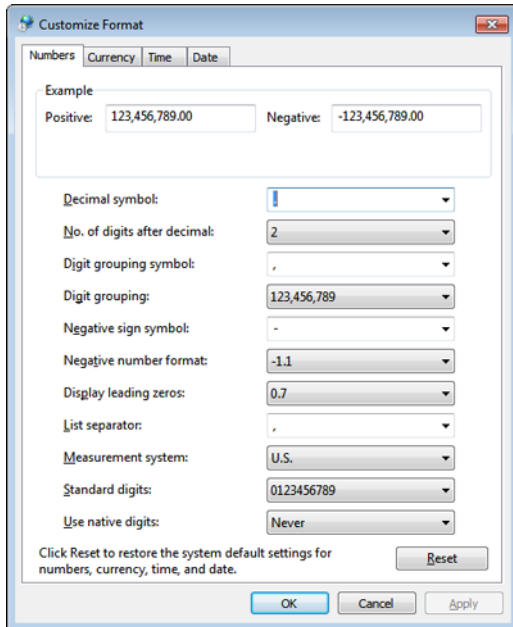 Customize Format
Numbers Currency Time Date
Example
Positive: 123,456,789.00 Negative: -123,456,789.00
Decimal symbol: .
No. of digits after decimal: 2
Digit grouping symbol: ,
Digit grouping: 123,456,789
Negative sign symbol: -
Negative number format: -1.1
Display leading zeros: 0.7
List separator: ,
Measurement system: U.S.
Standard digits: 0123456789
Use native digits: Never
Click Reset to restore the system default settings for
numbers, currency, time, and date.
Reset
OK Cancel Apply